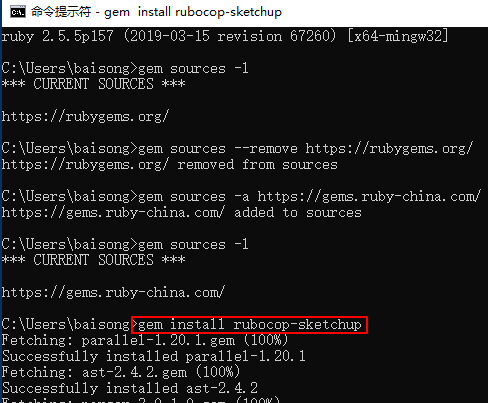 命令提示符 - gem  install rubocop-sketchup
ruby 2.5.5p157 (2019-03-15 revision 67260) [x64-mingw32]
C:\Users\baisong>gem sources -l
*** CURRENT SOURCES ***
https://rubygems.org/
C:\Users\baisong>gem sources --remove https://rubygems.org/
https://rubygems.org/ removed from sources
C:\Users\baisong>gem sources -a https://gems.ruby-china.com/
https://gems.ruby-china.com/ added to sources
C:\Users\baisong>gem sources -l
*** CURRENT SOURCES ***
https://gems.ruby-china.com/
C:\Users\baisong>gem install rubocop-sketchup
Fetching: parallel-1.20.1.gem (100%)
Successfully installed parallel-1.20.1
Fetching: ast-2.4.2.gem (100%)
Successfully installed ast-2.4.2